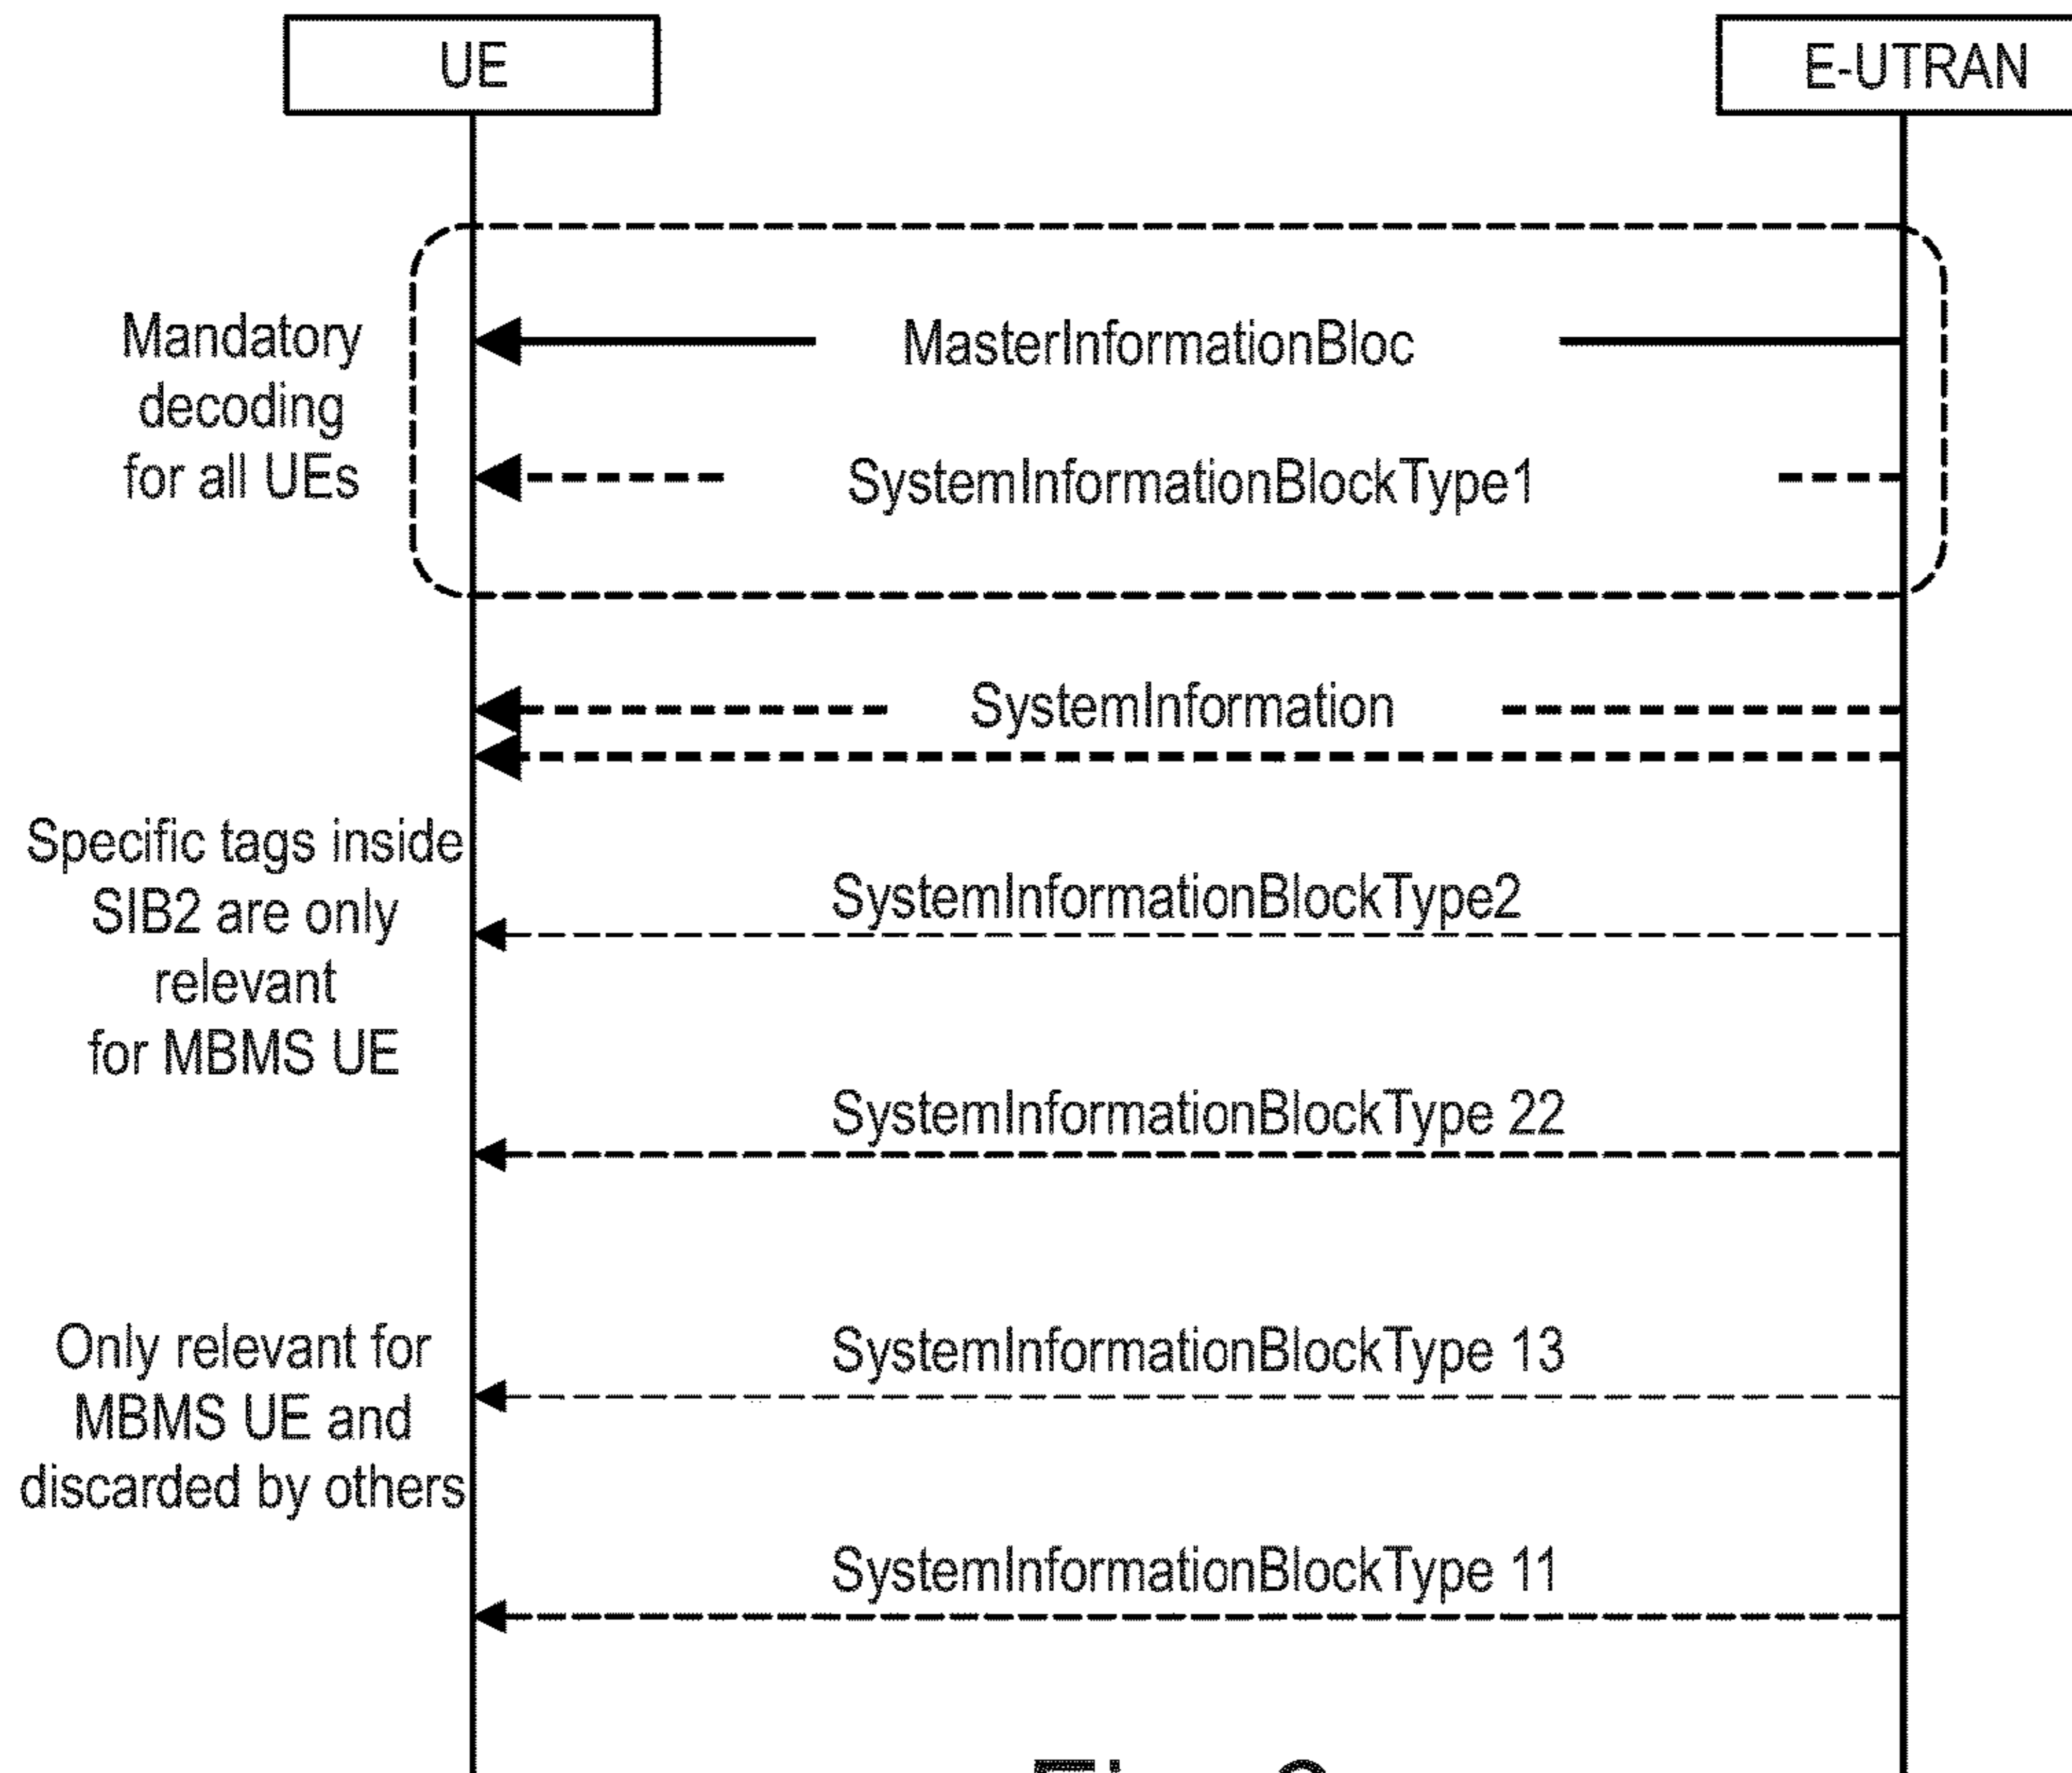 UE
E-UTRAN
Mandatory
decoding
for all UEs
MasterInformationBloc
SystemInformationBlockType1
SystemInformation
Specific tags inside
SIB2 are only
relevant
for MBMS UE
SystemInformationBlockType2
SystemInformationBlockType 22
Only relevant for
MBMS UE and
discarded by others
SystemInformationBlockType 13
SystemInformationBlockType 11